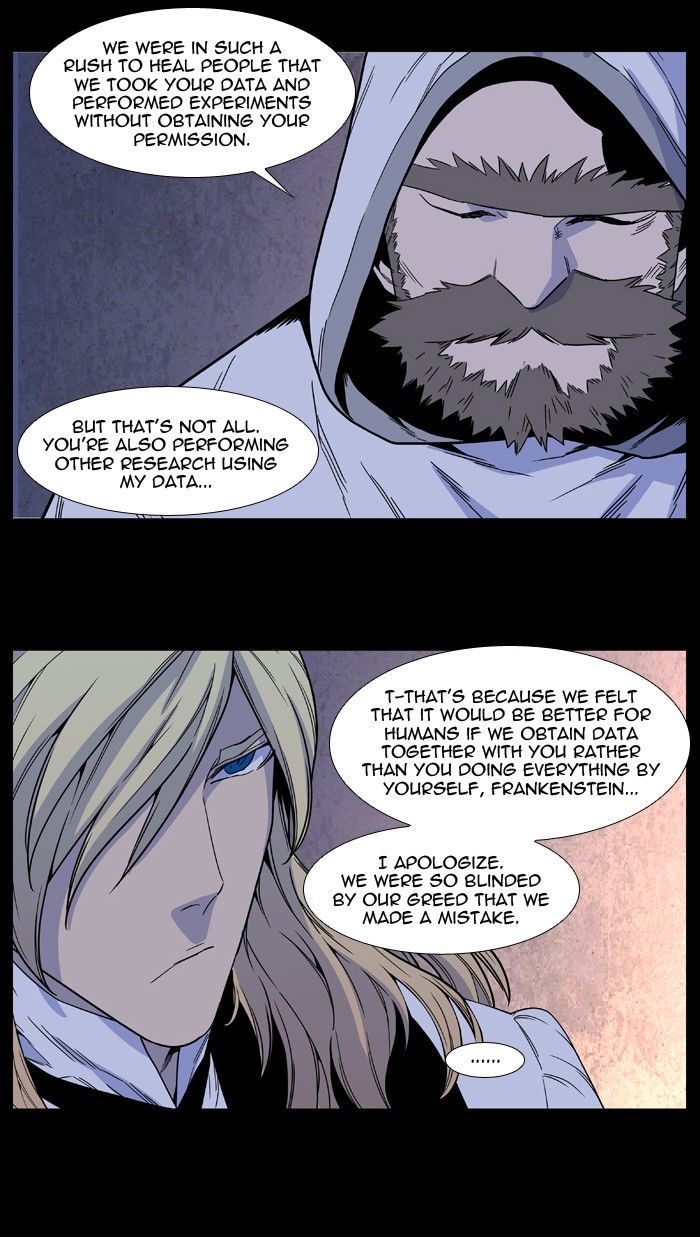 WE WERE IN SUCH A
RUSH TO HEAL PEOPLE THAT
WE TOOK YOUR DATA AND
PERFORMED EXPERIMENTS
WITHOUT OBTAINING YOUR
PERMISSION.
BUT THAT'S NOT ALL.
YOU'RE ALSO PERFORMING
OTHER RESEARCH USING
MY DATA...
T-THAT'S BECAUSE WE FELT
THAT IT WOULD BE BETTER FOR
HUMANS IF WE OBTAIN DATA
TOGETHER WITH YOU RATHER
THAN YOU DOING EVERYTHING BY
YOURSELF, FRANKENSTEIN...
I APOLOGIZE.
WE WERE SO BLINDED
BY OUR GREED THAT WE
MADE A MISTAKE.
......